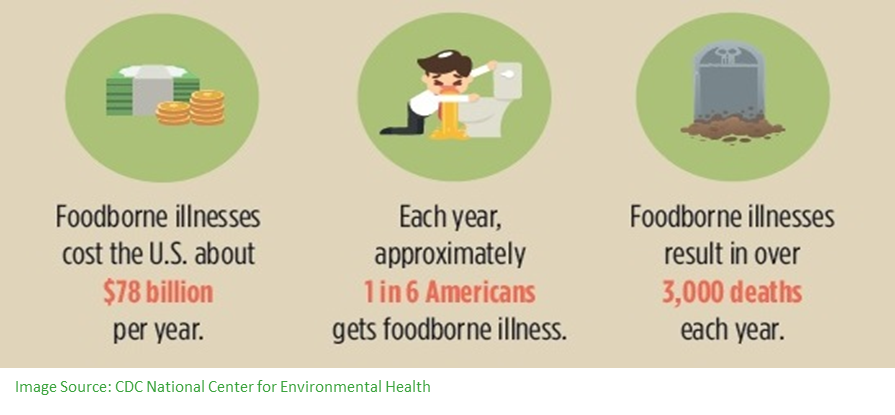 Foodborne illnesses
cost the U.S. about
$78 billion
per year.
Each year,
approximately
1 in 6 Americans
gets foodborne illness.
Foodborne illnesses
result in over
3,000 deaths
each year.
Image Source: CDC National Center for Environmental Health